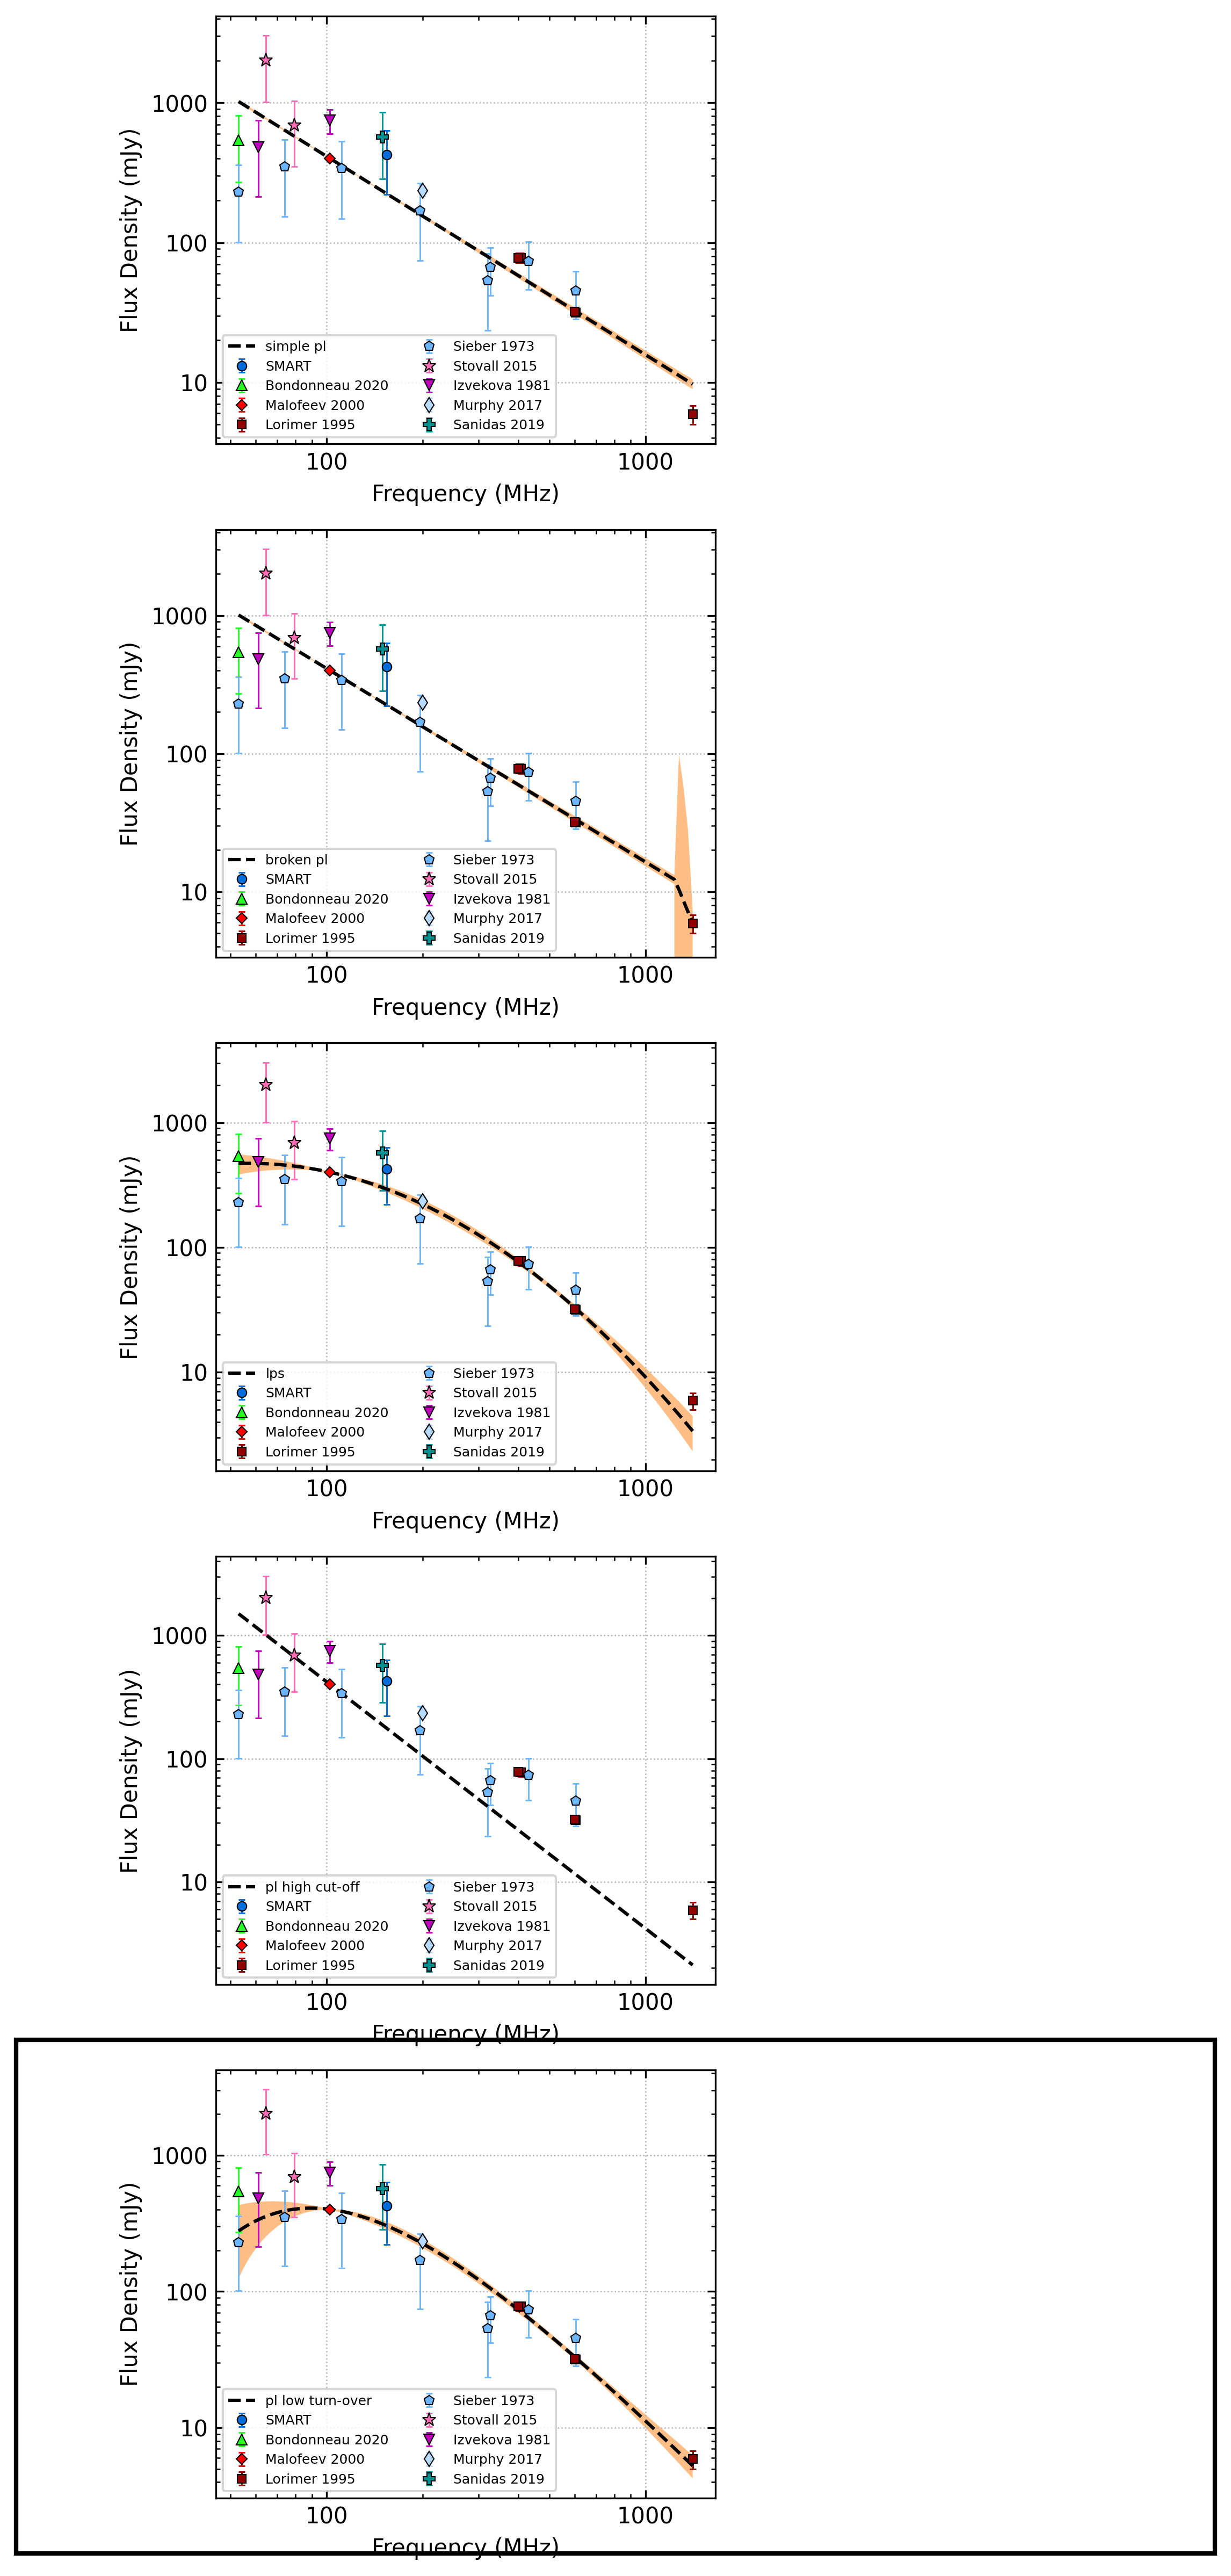 1000
100
10
Flux Density (mJy)
simple pl
SMART
Bondonneau 2020
Malofeev 2000
Lorimer 1995
Sieber 1973
Stovall 2015
Izvekova 1981
Murphy 2017
Sanidas 2019
100
1000
Frequency (MHz)
1000
100
10
Flux Density (mJy)
broken pl
SMART
Bondonneau 2020
Malofeev 2000
Lorimer 1995
Sieber 1973
Stovall 2015
Izvekova 1981
Murphy 2017
Sanidas 2019
100
1000
Frequency (MHz)
1000
100
10
Flux Density (mJy)
lps
SMART
Bondonneau 2020
Malofeev 2000
Lorimer 1995
Sieber 1973
Stovall 2015
Izvekova 1981
Murphy 2017
Sanidas 2019
100
1000
Frequency (MHz)
1000
100
10
Flux Density (mJy)
pl high cut-off
SMART
Bondonneau 2020
Malofeev 2000
Lorimer 1995
Sieber 1973
Stovall 2015
Izvekova 1981
Murphy 2017
Sanidas 2019
100
1000
Frequency (MHz)
1000
100
10
Flux Density (mJy)
pl low turn-over
SMART
Bondonneau 2020
Malofeev 2000
Lorimer 1995
Sieber 1973
Stovall 2015
Izvekova 1981
Murphy 2017
Sanidas 2019
100
1000
Frequency (MHz)